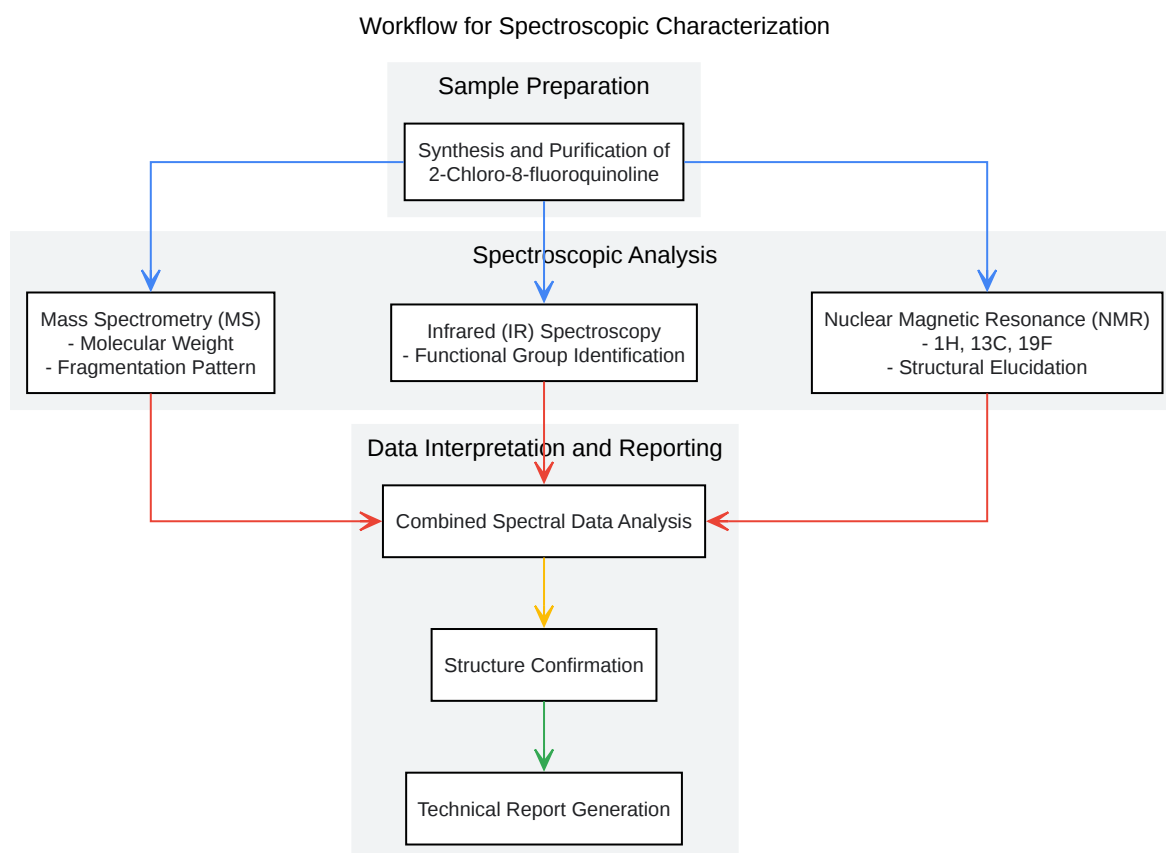 Workflow for Spectroscopic Characterization
Sample Preparation
Synthesis and Purification of
2-Chloro-8-fluoroquinoline
Spectroscopic Analysis
Mass Spectrometry (MS)
- Molecular Weight
- Fragmentation Pattern
Infrared (IR) Spectroscopy
- Functional Group Identification
Nuclear Magnetic Resonance (NMR)
- 1H, 13C, 19F
- Structural Elucidation
Data Interpretation and Reporting
Combined Spectral Data Analysis
Structure Confirmation
Technical Report Generation